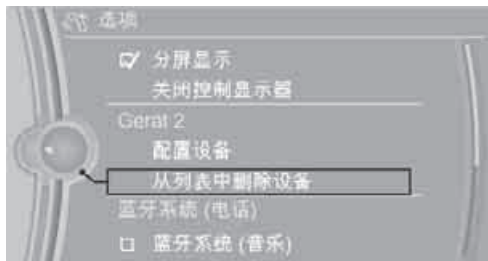 选项
分屏显示
关闭控制显示器
Gerät 2
配置设备
从列表中删除设备
蓝牙系统 (电话)
蓝牙系统 (音乐)